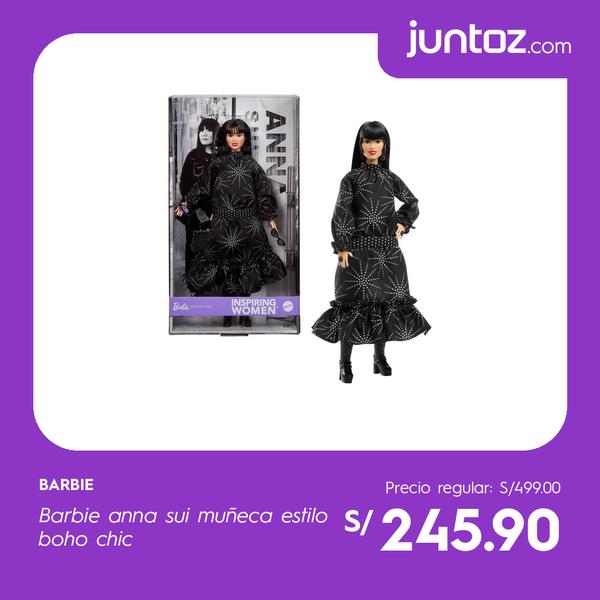 juntoz.com
ANNA
SUI
Barbie
INSPIRING
WOMEN
BARBIE
Barbie anna sui muñeca estilo
boho chic
Precio regular: S/499.00
S/ 245.90